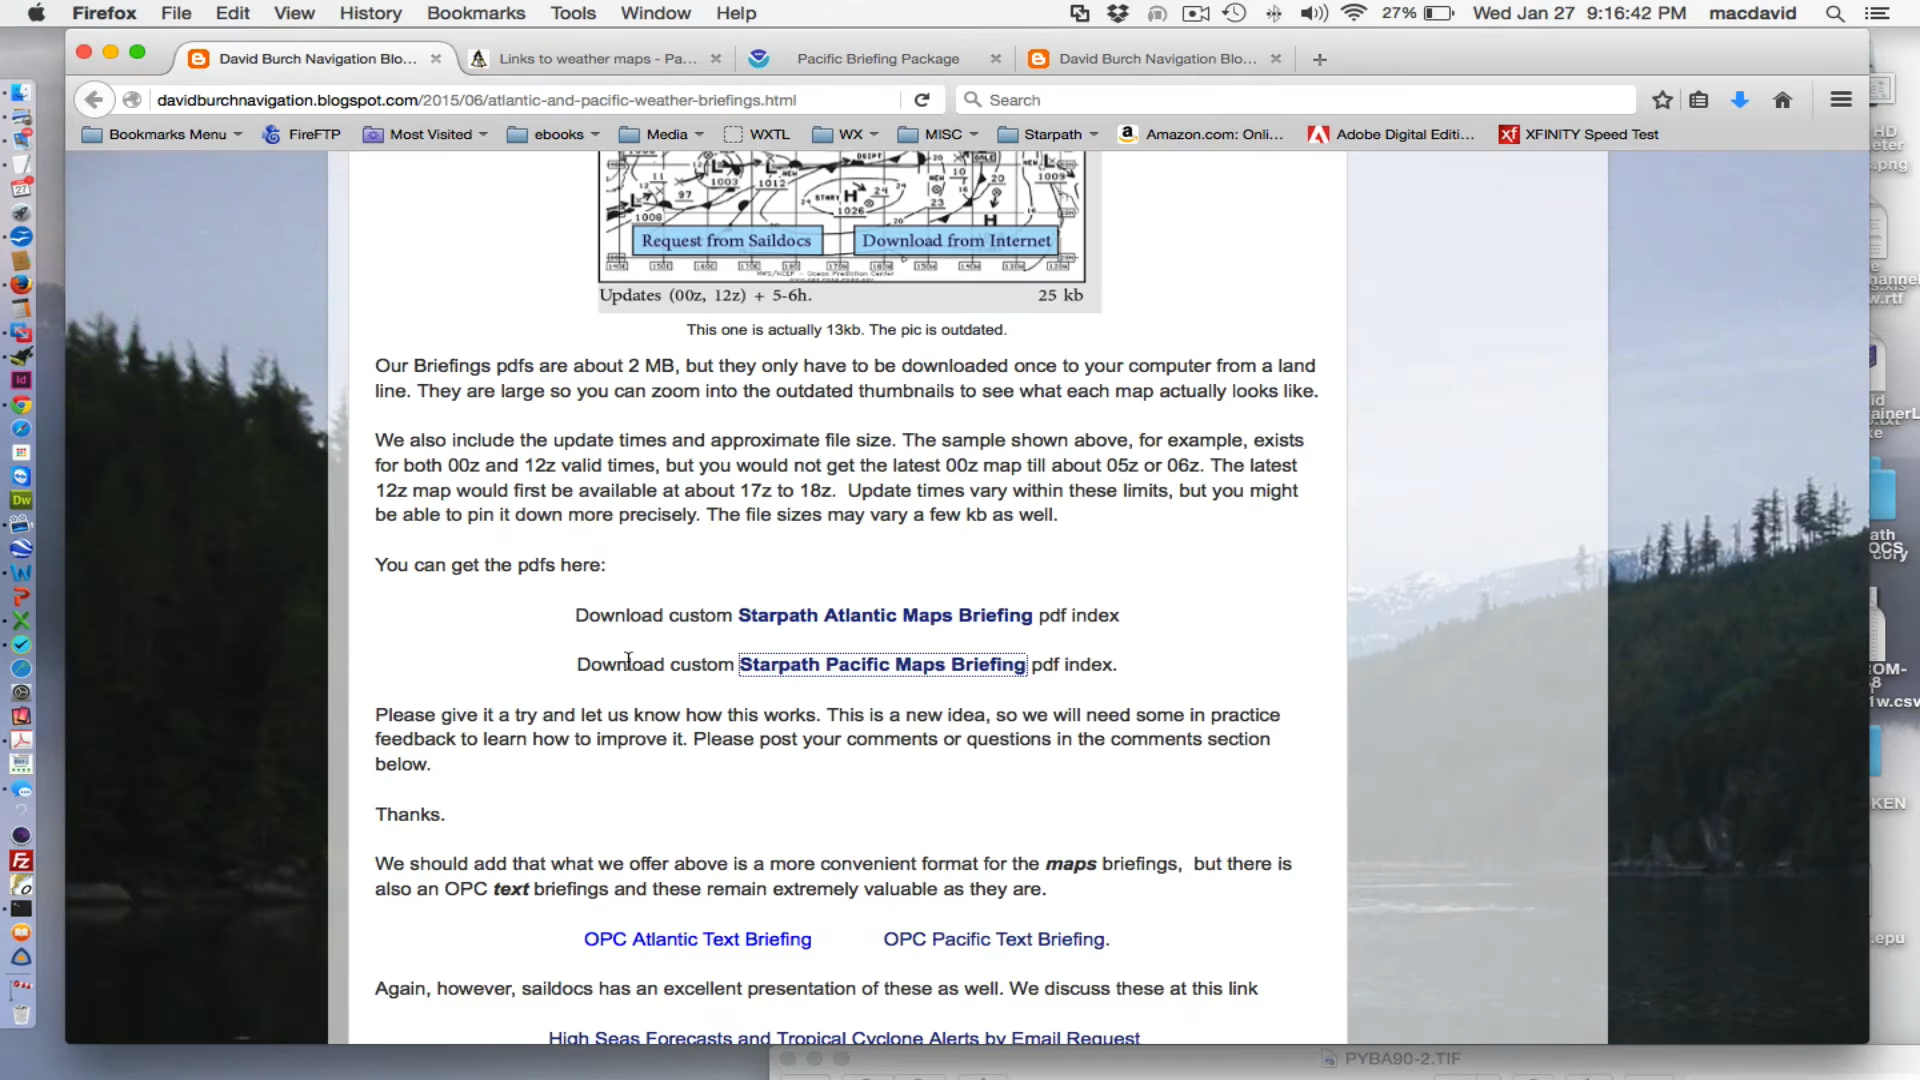 Firefox File Edit View History Bookmarks Tools Window Help 27% Wed Jan 27 9:16:42 PM macdavid
David Burch Navigation Blo... Links to weather maps - Pa... Pacific Briefing Package David Burch Navigation Blo...
davidburchnavigation.blogspot.com/2015/06/atlantic-and-pacific-weather-briefings.html Search
Bookmarks Menu FireFTP Most Visited ebooks Media WXTL WX MISC Starpath Amazon.com: Onli... Adobe Digital Editi... XFINITY Speed Test
Request from Saildocs Download from Internet
Updates (00z, 12z) + 5-6h. 25 kb
This one is actually 13kb. The pic is outdated.
Our Briefings pdfs are about 2 MB, but they only have to be downloaded once to your computer from a land
line. They are large so you can zoom into the outdated thumbnails to see what each map actually looks like.
We also include the update times and approximate file size. The sample shown above, for example, exists
for both 00z and 12z valid times, but you would not get the latest 00z map till about 05z or 06z. The latest
12z map would first be available at about 17z to 18z. Update times vary within these limits, but you might
be able to pin it down more precisely. The file sizes may vary a few kb as well.
You can get the pdfs here:
Download custom Starpath Atlantic Maps Briefing pdf index
Download custom Starpath Pacific Maps Briefing pdf index.
Please give it a try and let us know how this works. This is a new idea, so we will need some in practice
feedback to learn how to improve it. Please post your comments or questions in the comments section
below.
Thanks.
We should add that what we offer above is a more convenient format for the maps briefings, but there is
also an OPC text briefings and these remain extremely valuable as they are.
OPC Atlantic Text Briefing OPC Pacific Text Briefing.
Again, however, saildocs has an excellent presentation of these as well. We discuss these at this link
High Seas Forecasts and Tropical Cyclone Alerts by Email Request
PYBA90-2.TIF